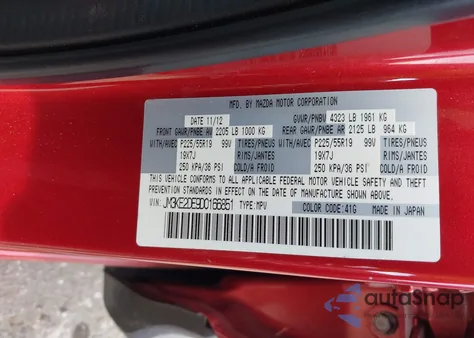 MFD. BY MAZDA MOTOR CORPORATION
DATE 11/12 GVWR/PNBV 4323 LB 1961 KG
FRONT GAWR/PNBE AV 2205 LB 1000 KG REAR GAWR/PNBE AR 2125 LB 964 KG
WITH/AVEC P225/55R19 99V TIRES/PNEUS WITH/AVEC P225/55R19 99V TIRES/PNEUS
19X7J RIMS/JANTES 19X7J RIMS/JANTES
250 KPA/36 PSI COLD/A FROID 250 KPA/36 PSI COLD/A FROID
THIS VEHICLE CONFORMS TO ALL APPLICABLE FEDERAL MOTOR VEHICLE SAFETY, BUMPER, AND THEFT
PREVENTION STANDARDS IN EFFECT ON THE DATE OF MANUFACTURE SHOWN ABOVE.
VIN: JM3KE2DE9D0166851 TYPE: MPV COLOR CODE: 41G MADE IN JAPAN
autoSnap